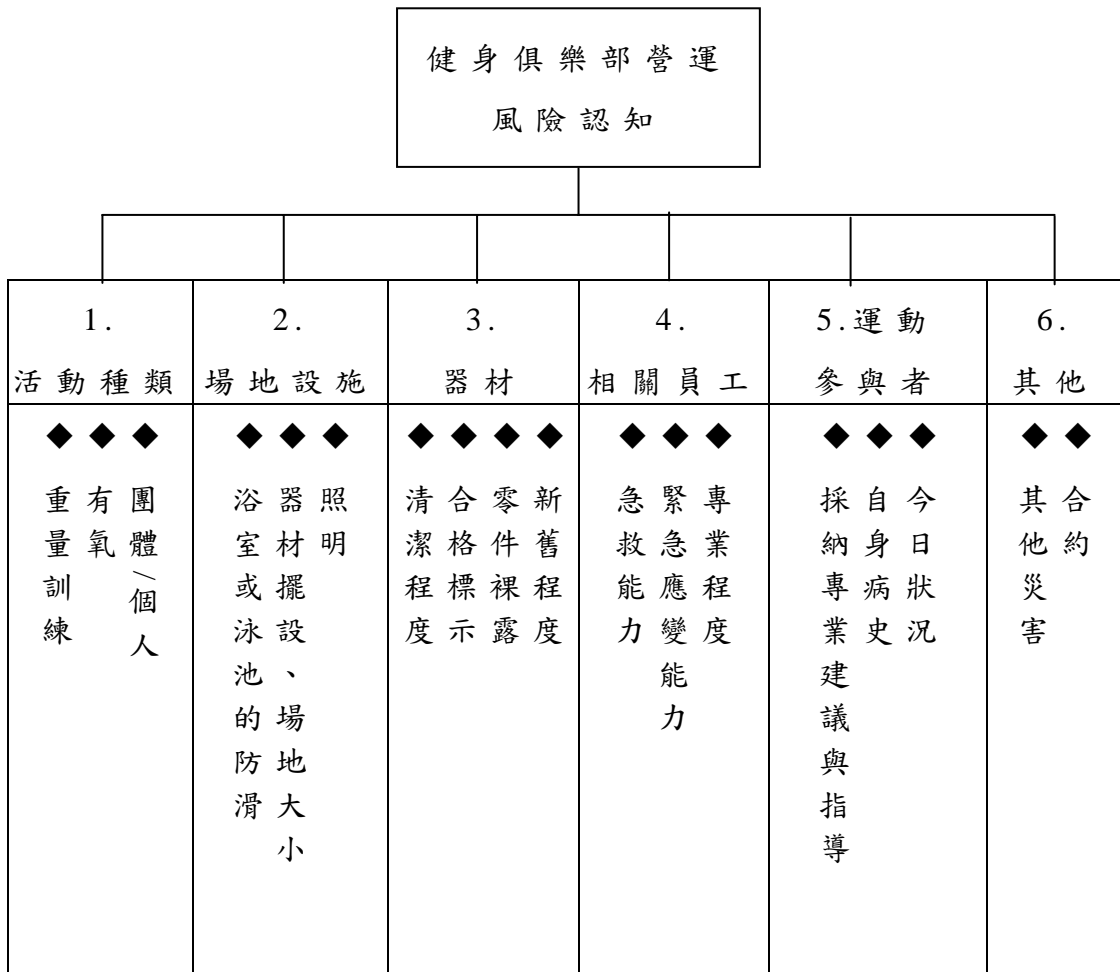 健身俱樂部營運
風險認知
1.
活動種類
◆團體/個人
◆有氧
◆重量訓練
2.
場地設施
◆照明
◆器材擺設、場地大小
◆浴室或泳池的防滑
3.
器材
◆新舊程度
◆零件裸露
◆合格標示
◆清潔程度
4.
相關員工
◆專業程度
◆緊急應變能力
◆急救能力
5.運動
參與者
◆今日狀況
◆自身病史
◆採納專業建議與指導
6.
其他
◆合約
◆其他災害